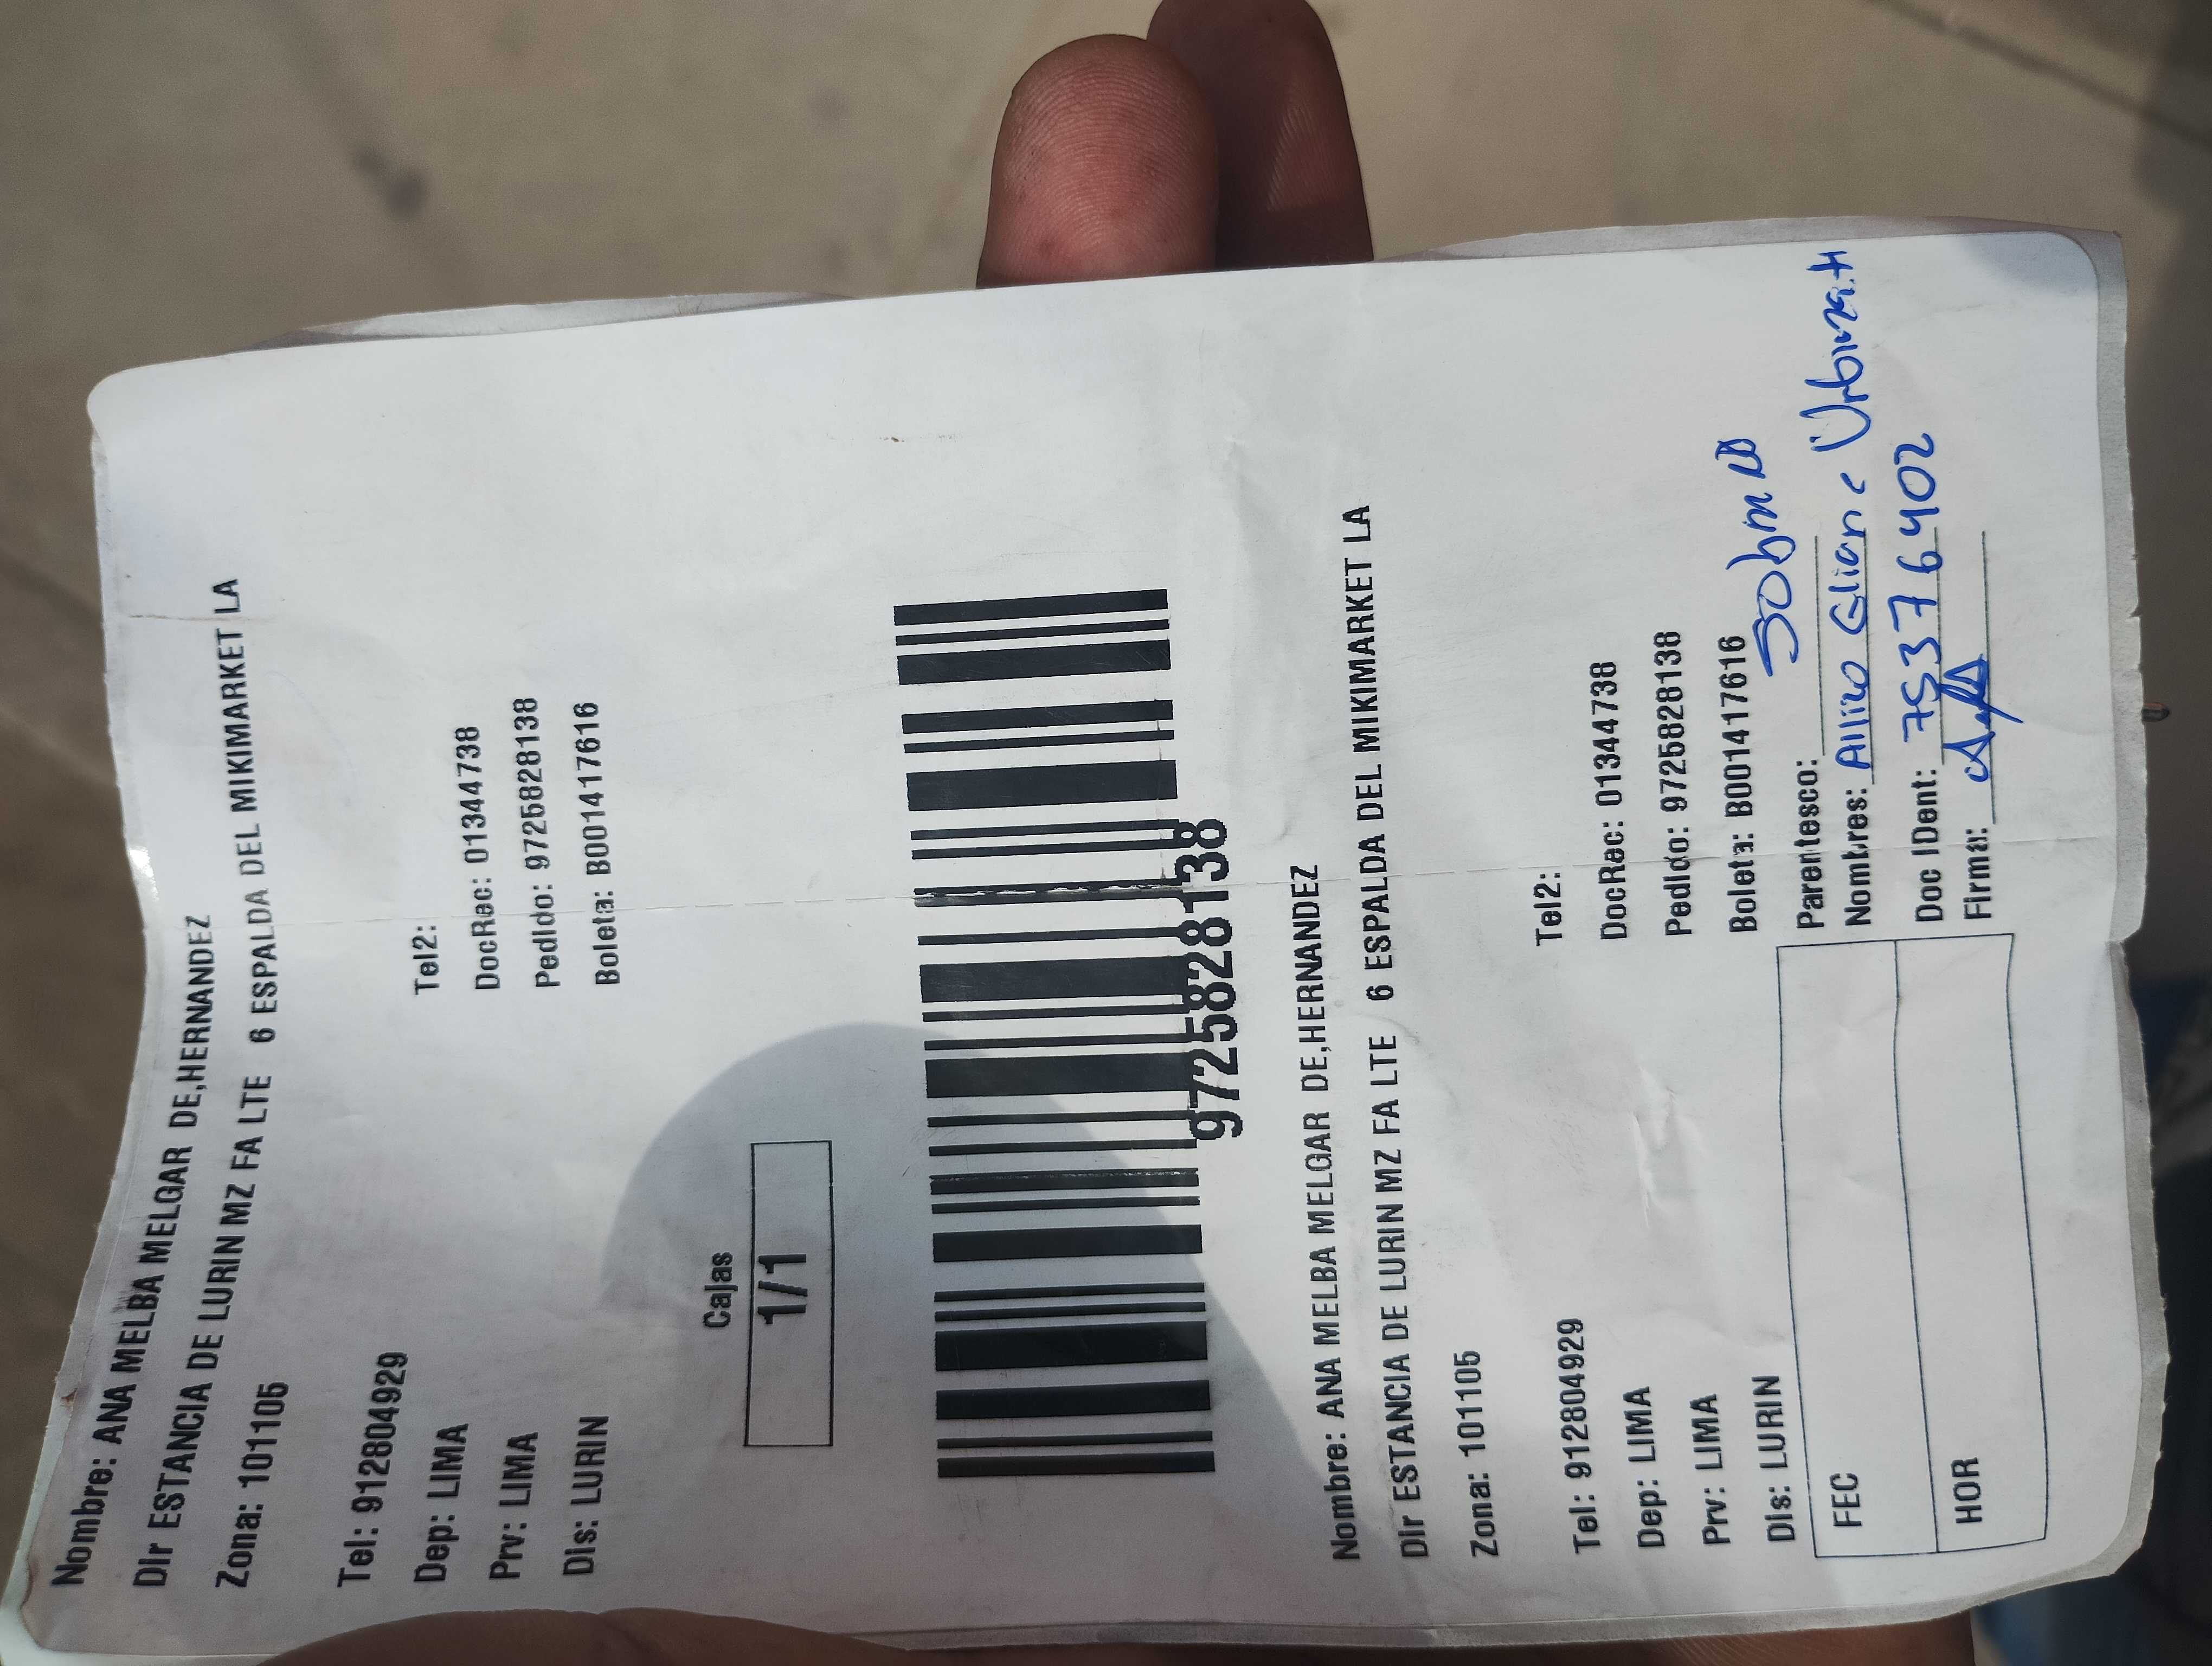 Nombre: ANA MELBA MELGAR DE,HERNANDEZ
Dir ESTANCIA DE LURIN MZ FA LTE 6 ESPALDA DEL MIKIMARKET LA
Zona: 101105
Tel: 912804929 Tel2:
Dep: LIMA DocRec: 013444738
Prv: LIMA Pedido: 9725828138
Dis: LURIN Boleta: B001417616
Cajas
1/1
9725828138
Nombre: ANA MELBA MELGAR DE,HERNANDEZ
Dir ESTANCIA DE LURIN MZ FA LTE 6 ESPALDA DEL MIKIMARKET LA
Zona: 101105
Tel: 912804929 Tel2:
Dep: LIMA DocRec: 013444738
Prv: LIMA Pedido: 9725828138
Dis: LURIN Boleta: B001417616
FEC Parentesco:
Nombres:
Doc IDent: 75376402
HOR Firma: